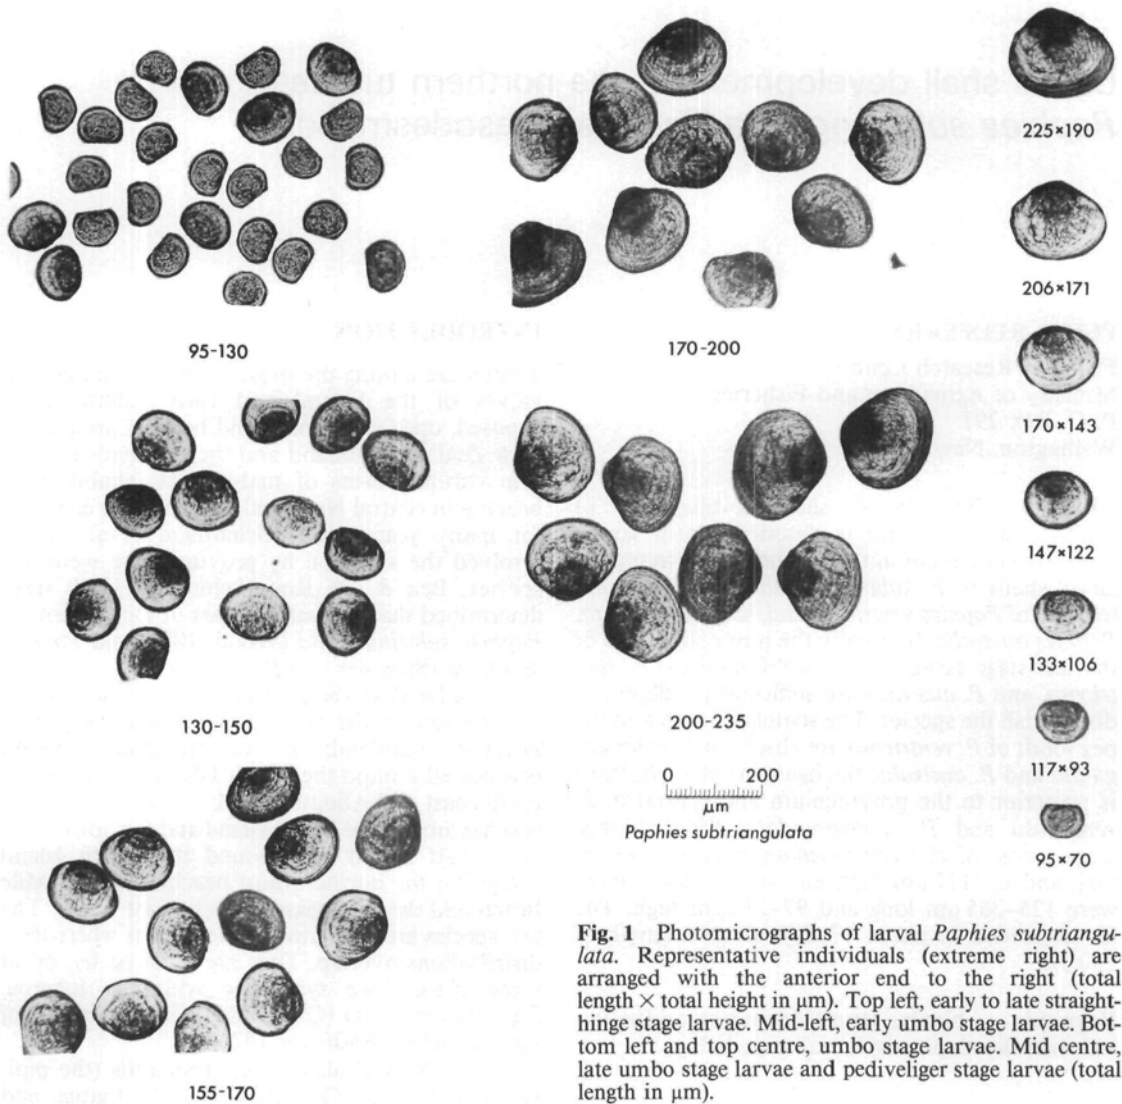 95-130
170-200
225×190
206×171
170×143
147×122
133×106
117×93
95×70
130-150
200-235
0 200
μm
Paphies subtriangulata
155-170
Fig. 1 Photomicrographs of larval Paphies subtriangu-
lata. Representative individuals (extreme right) are
arranged with the anterior end to the right (total
length × total height in μm). Top left, early to late straight-
hinge stage larvae. Mid-left, early umbo stage larvae. Bot-
tom left and top centre, umbo stage larvae. Mid centre,
late umbo stage larvae and pediveliger stage larvae (total
length in μm).